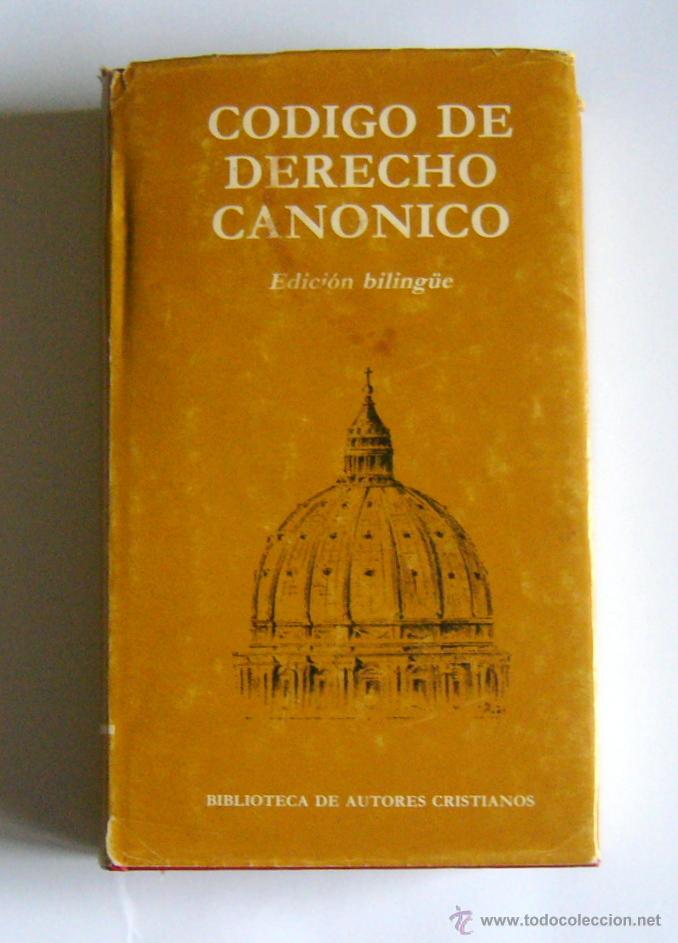 CODIGO DE
DERECHO
CANONICO
Edición bilingüe
BIBLIOTECA DE AUTORES CRISTIANOS
www.todocoleccion.net